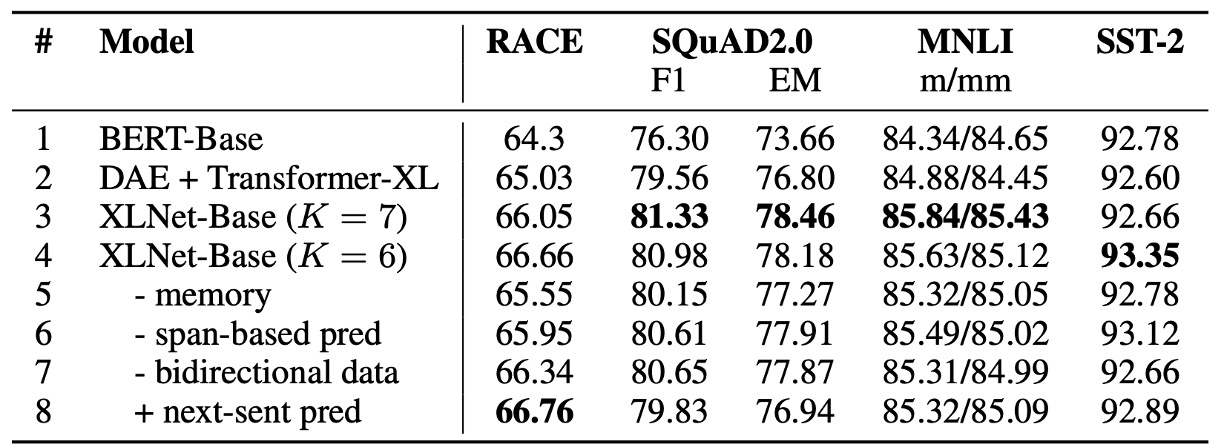 # Model RACE SQuAD2.0 MNLI SST-2
F1 EM m/mm
1 BERT-Base 64.3 76.30 73.66 84.34/84.65 92.78
2 DAE + Transformer-XL 65.03 79.56 76.80 84.88/84.45 92.60
3 XLNet-Base (K = 7) 66.05 81.33 78.46 85.84/85.43 92.66
4 XLNet-Base (K = 6) 66.66 80.98 78.18 85.63/85.12 93.35
5 - memory 65.55 80.15 77.27 85.32/85.05 92.78
6 - span-based pred 65.95 80.61 77.91 85.49/85.02 93.12
7 - bidirectional data 66.34 80.65 77.87 85.31/84.99 92.66
8 + next-sent pred 66.76 79.83 76.94 85.32/85.09 92.89